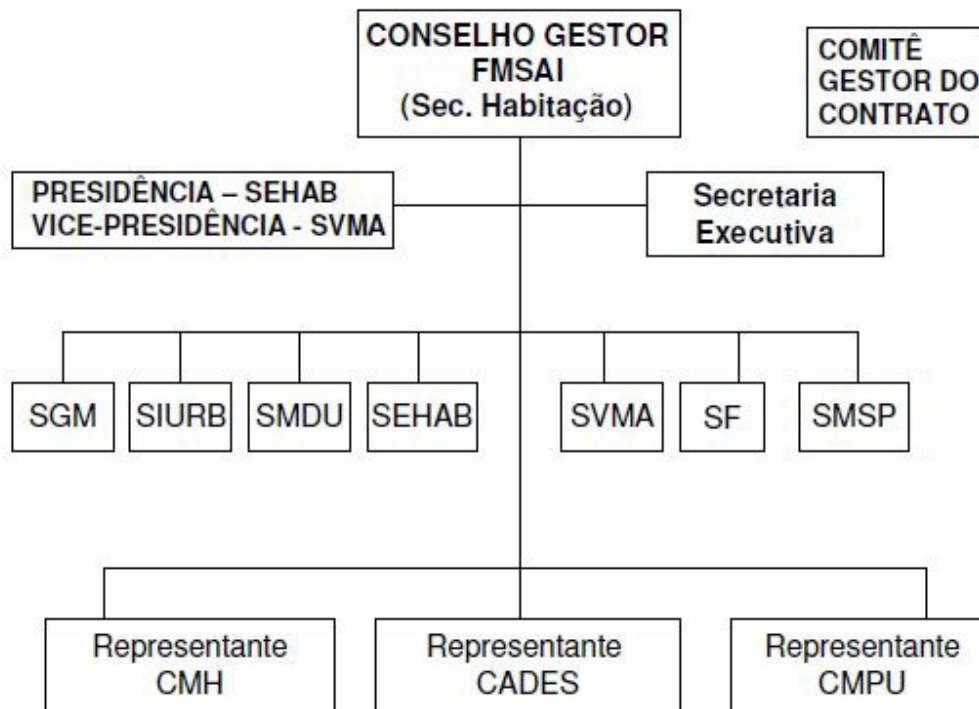 CONSELHO GESTOR
FMSAI
(Sec. Habitação)
COMITÊ
GESTOR DO
CONTRATO
PRESIDÊNCIA – SEHAB
VICE-PRESIDÊNCIA - SVMA
Secretaria
Executiva
SGM
SIURB
SMDU
SEHAB
SVMA
SF
SMSP
Representante
CMH
Representante
CADES
Representante
CMPU